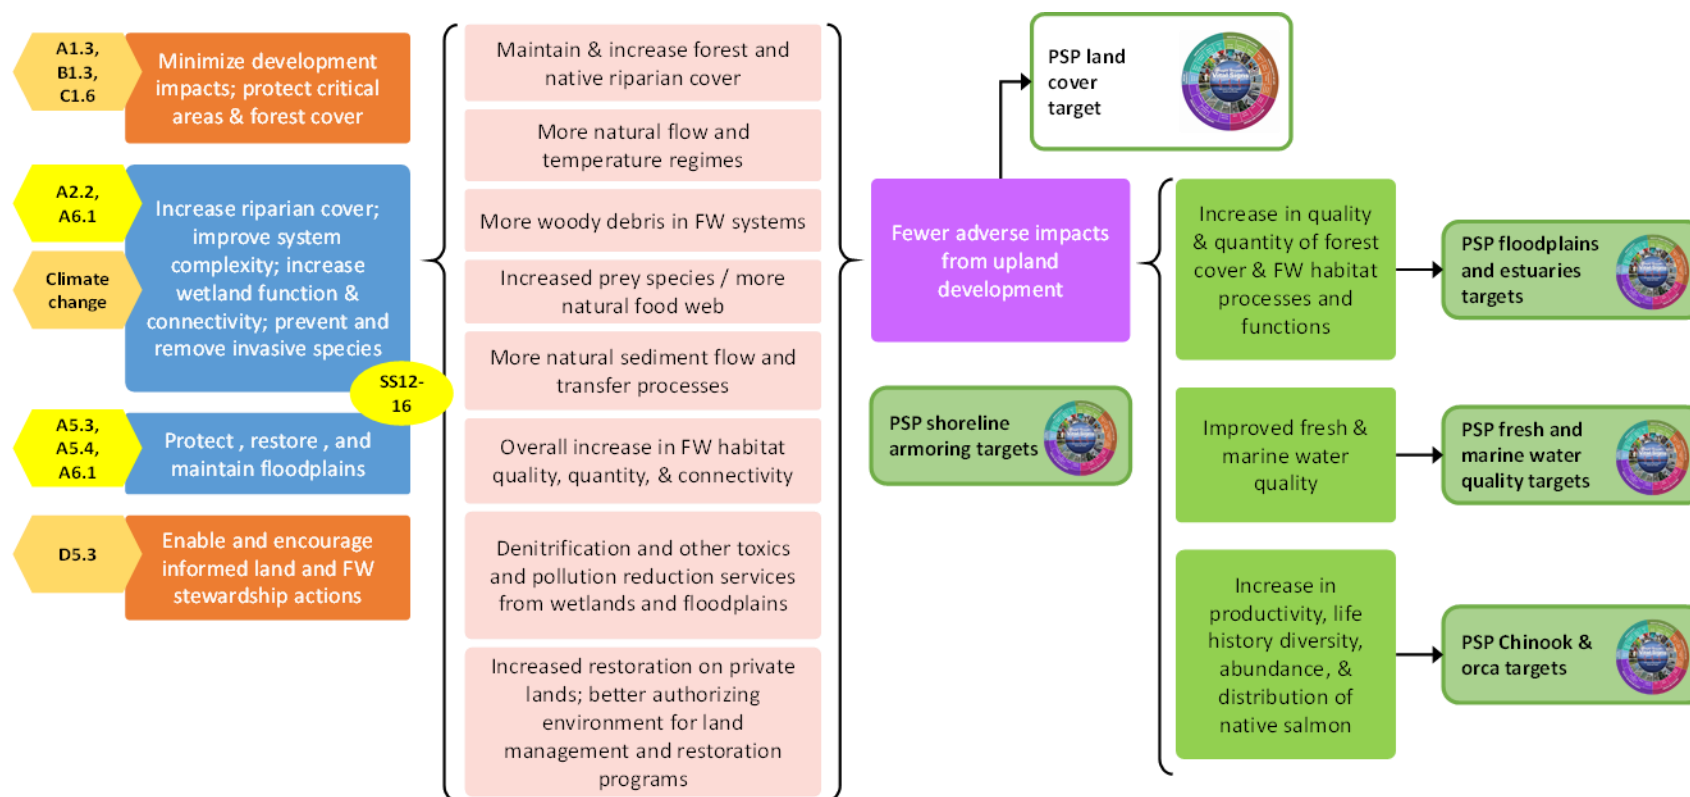 A1.3,
B1.3,
C1.6
Minimize development
impacts; protect critical
areas & forest cover
A2.2,
A6.1
Climate
change
Increase riparian cover;
improve system
complexity; increase
wetland function &
connectivity; prevent and
remove invasive species
SS12-
16
A5.3,
A5.4,
A6.1
Protect , restore , and
maintain floodplains
D5.3
Enable and encourage
informed land and FW
stewardship actions
Maintain & increase forest and
native riparian cover
More natural flow and
temperature regimes
More woody debris in FW systems
Increased prey species / more
natural food web
More natural sediment flow and
transfer processes
Overall increase in FW habitat
quality, quantity, & connectivity
Denitrification and other toxics
and pollution reduction services
from wetlands and floodplains
Increased restoration on private
lands; better authorizing
environment for land
management and restoration
programs
PSP land
cover
target
Fewer adverse impacts
from upland
development
PSP shoreline
armoring targets
Increase in quality
& quantity of forest
cover & FW habitat
processes and
functions
Improved fresh &
marine water
quality
Increase in
productivity, life
history diversity,
abundance, &
distribution of
native salmon
PSP floodplains
and estuaries
targets
PSP fresh and
marine water
quality targets
PSP Chinook &
orca targets